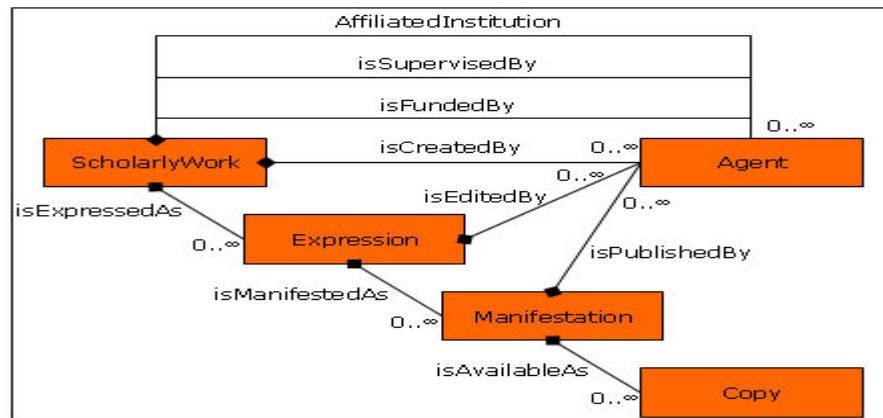 AffiliatedInstitution
isSupervisedBy
isFundedBy
0..∞
isCreatedBy
0..∞
ScholarlyWork
Agent
0..∞
isEditedBy
isExpressedAs
0..∞
0..∞
Expression
isPublishedBy
isManifestedAs
0..∞
Manifestation
isAvailableAs
0..∞
Copy